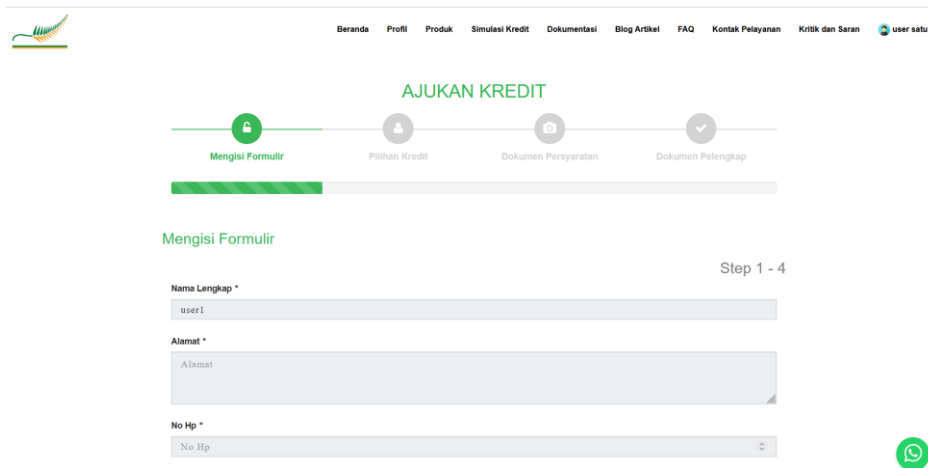 Beranda Profil Produk Simulasi Kredit Dokumentasi Blog Artikel FAQ Kontak Pelayanan Kritik dan Saran user satu
AJUKAN KREDIT
Mengisi Formulir Pilihan Kredit Dokumen Persyaratan Dokumen Pelengkap
Mengisi Formulir
Step 1 - 4
Nama Lengkap *
user1
Alamat *
Alamat
No Hp *
No Hp